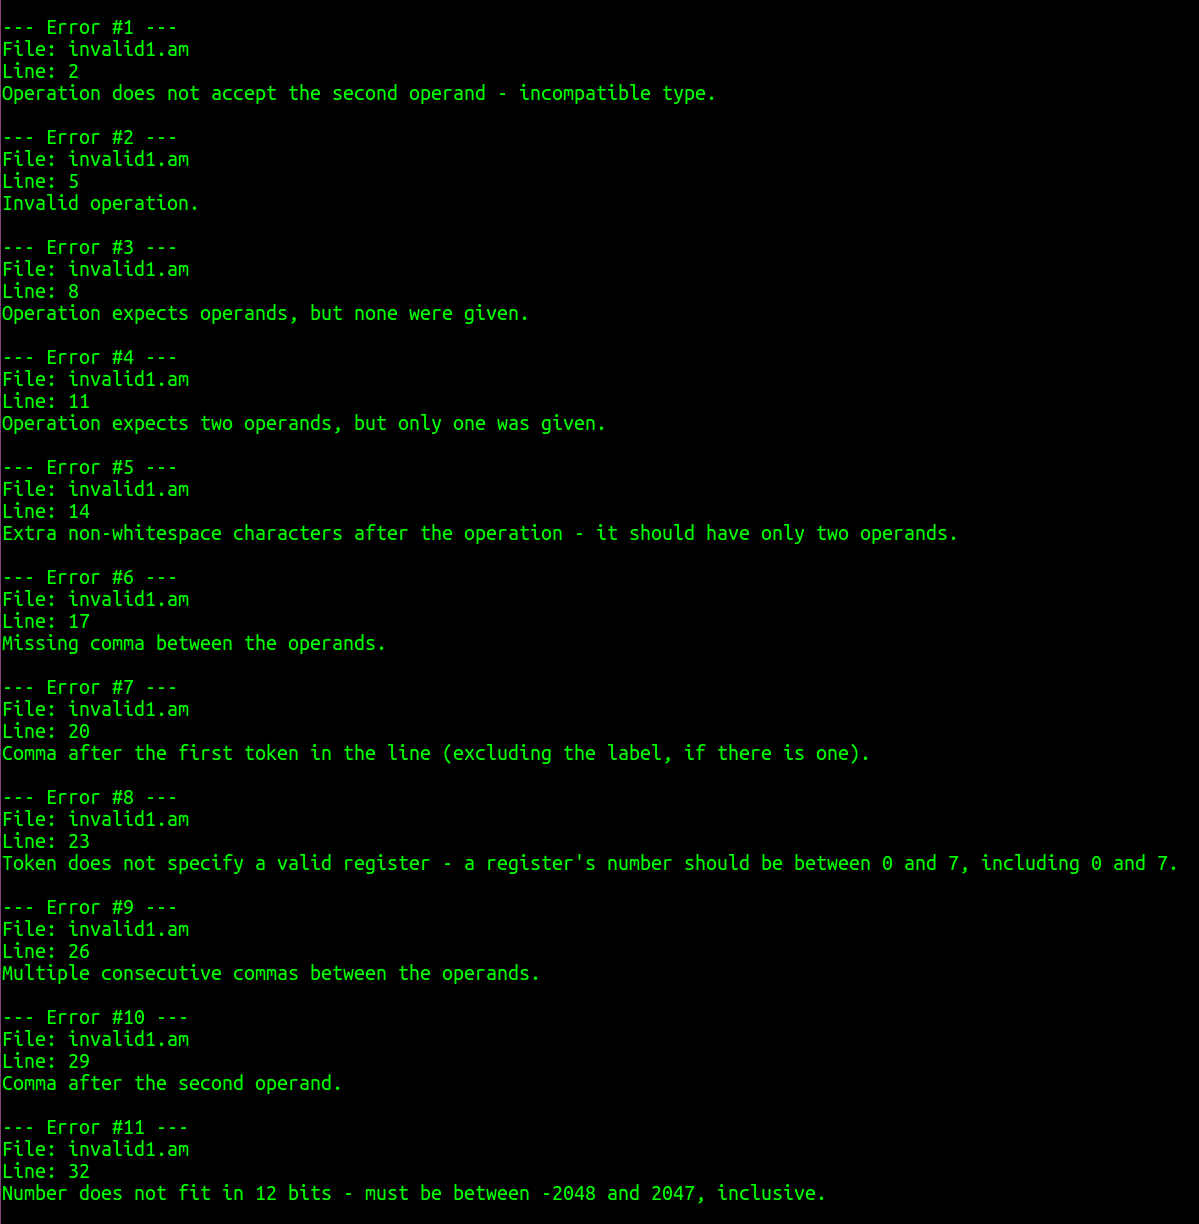 --- Error #1 ---
File: invalid1.am
Line: 2
Operation does not accept the second operand - incompatible type.
--- Error #2 ---
File: invalid1.am
Line: 5
Invalid operation.
--- Error #3 ---
File: invalid1.am
Line: 8
Operation expects operands, but none were given.
--- Error #4 ---
File: invalid1.am
Line: 11
Operation expects two operands, but only one was given.
--- Error #5 ---
File: invalid1.am
Line: 14
Extra non-whitespace characters after the operation - it should have only two operands.
--- Error #6 ---
File: invalid1.am
Line: 17
Missing comma between the operands.
--- Error #7 ---
File: invalid1.am
Line: 20
Comma after the first token in the line (excluding the label, if there is one).
--- Error #8 ---
File: invalid1.am
Line: 23
Token does not specify a valid register - a register's number should be between 0 and 7, including 0 and 7.
--- Error #9 ---
File: invalid1.am
Line: 26
Multiple consecutive commas between the operands.
--- Error #10 ---
File: invalid1.am
Line: 29
Comma after the second operand.
--- Error #11 ---
File: invalid1.am
Line: 32
Number does not fit in 12 bits - must be between -2048 and 2047, inclusive.